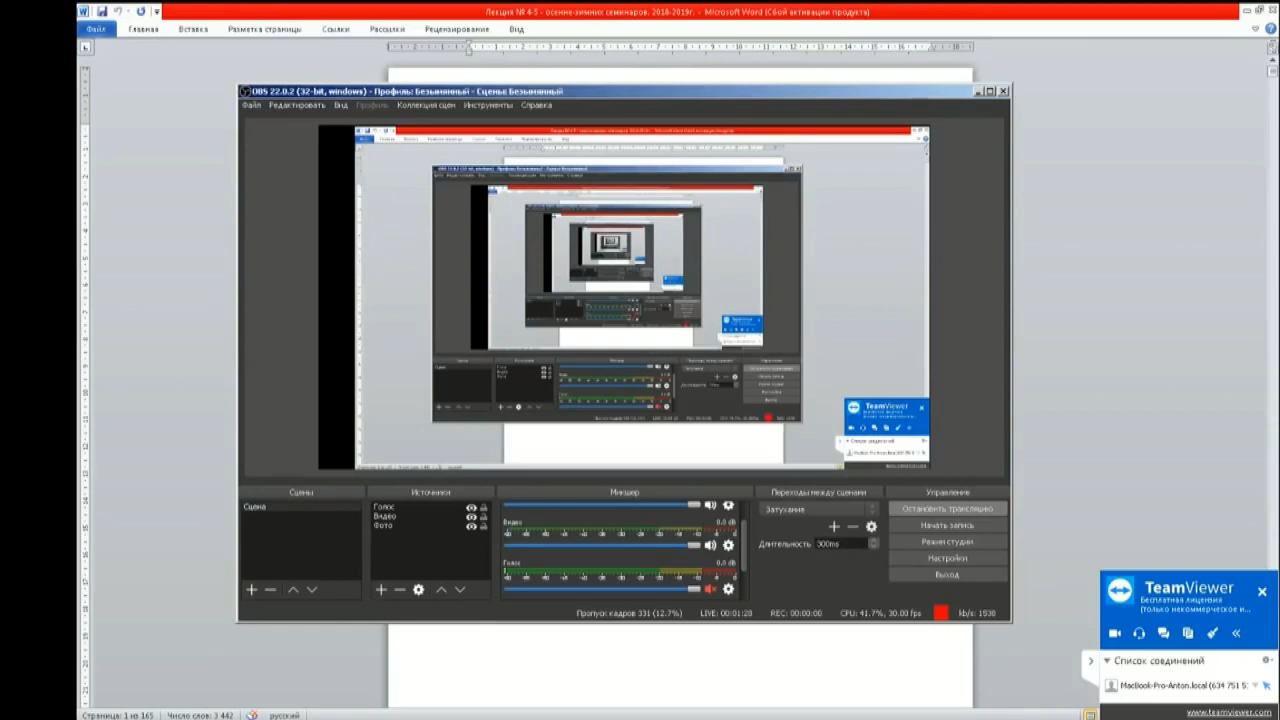 Лекция № 4-5 - осенне-зимних семинаров. 2018-2019г. - Microsoft Word (Сбой активации продукта)
Файл Главная Вставка Разметка страницы Ссылки Рассылки Рецензирование Вид
OBS 22.0.2 (32-bit, windows) - Профиль: Безымянный - Сцены: Безымянный
Файл Редактировать Вид Профиль Коллекция сцен Инструменты Справка
TeamViewer
Список соединений
Сцены Источники Микшер Переходы между сценами Управление
Сцена
Голос
Видео
Фото
Видео 0.0 dB
Голос 0.0 dB
Затухание
Длительность 300ms
Остановить трансляцию
Начать запись
Режим студии
Настройки
Выход
Пропуск кадров 331 (12.7%) LIVE: 00:01:28 REC: 00:00:00 CPU: 41.7%, 30.00 fps kb/s: 1538
TeamViewer
Бесплатная лицензия
(только некоммерческое и...
Список соединений
MacBook-Pro-Anton.local (634 751 5
www.teamviewer.com
Страница: 1 из 165 Число слов: 3 442 русский